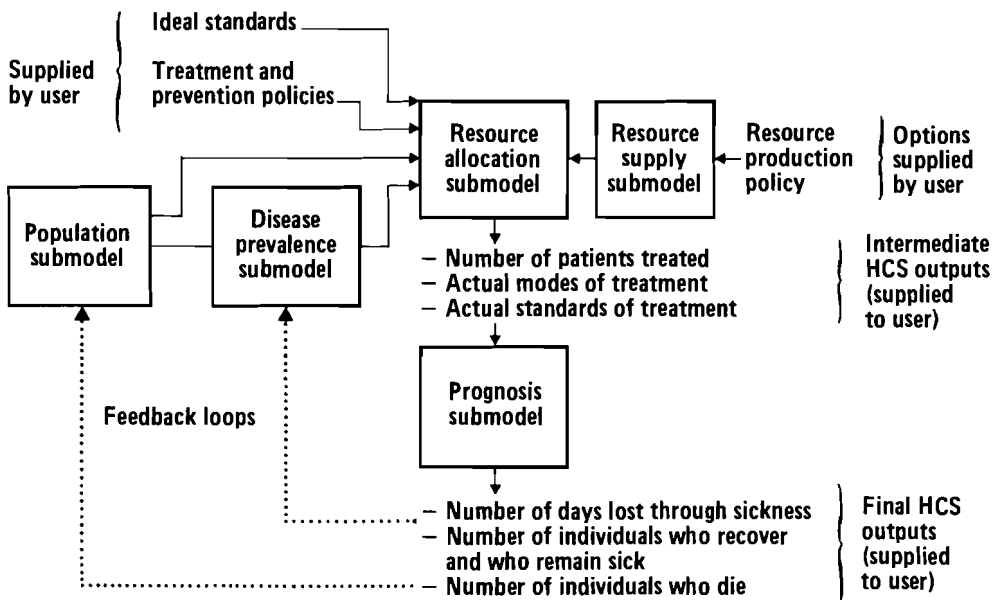 Ideal standards
Supplied
by user
Treatment and
prevention policies
Resource
allocation
submodel
Resource
supply
submodel
Resource
production
policy
Options
supplied
by user
Population
submodel
Disease
prevalence
submodel
– Number of patients treated
– Actual modes of treatment
– Actual standards of treatment
Intermediate
HCS outputs
(supplied
to user)
Prognosis
submodel
Feedback loops
– Number of days lost through sickness
– Number of individuals who recover
and who remain sick
– Number of individuals who die
Final HCS
outputs
(supplied
to user)